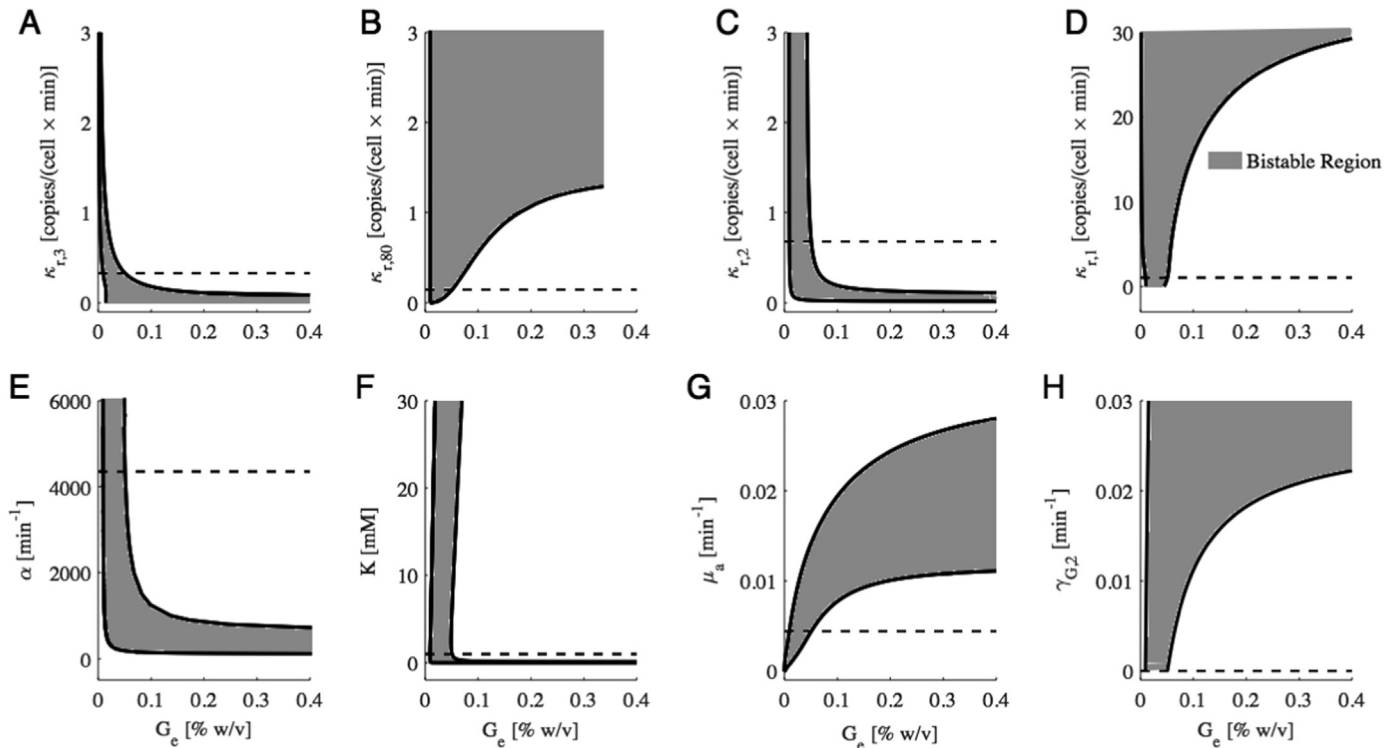 A
B
C
D
3
2
1
0
κr,3 [copies/(cell × min)]
0 0.1 0.2 0.3 0.4
3
2
1
0
κr,80 [copies/(cell × min)]
0 0.1 0.2 0.3 0.4
3
2
1
0
κr,2 [copies/(cell × min)]
0 0.1 0.2 0.3 0.4
30
20
10
0
κr,1 [copies/(cell × min)]
Bistable Region
0 0.1 0.2 0.3 0.4
E
F
G
H
6000
4000
2000
0
α [min-1]
0 0.1 0.2 0.3 0.4
Ge [% w/v]
30
20
10
0
K [mM]
0 0.1 0.2 0.3 0.4
Ge [% w/v]
0.03
0.02
0.01
0
μa [min-1]
0 0.1 0.2 0.3 0.4
Ge [% w/v]
0.03
0.02
0.01
0
γG,2 [min-1]
0 0.1 0.2 0.3 0.4
Ge [% w/v]